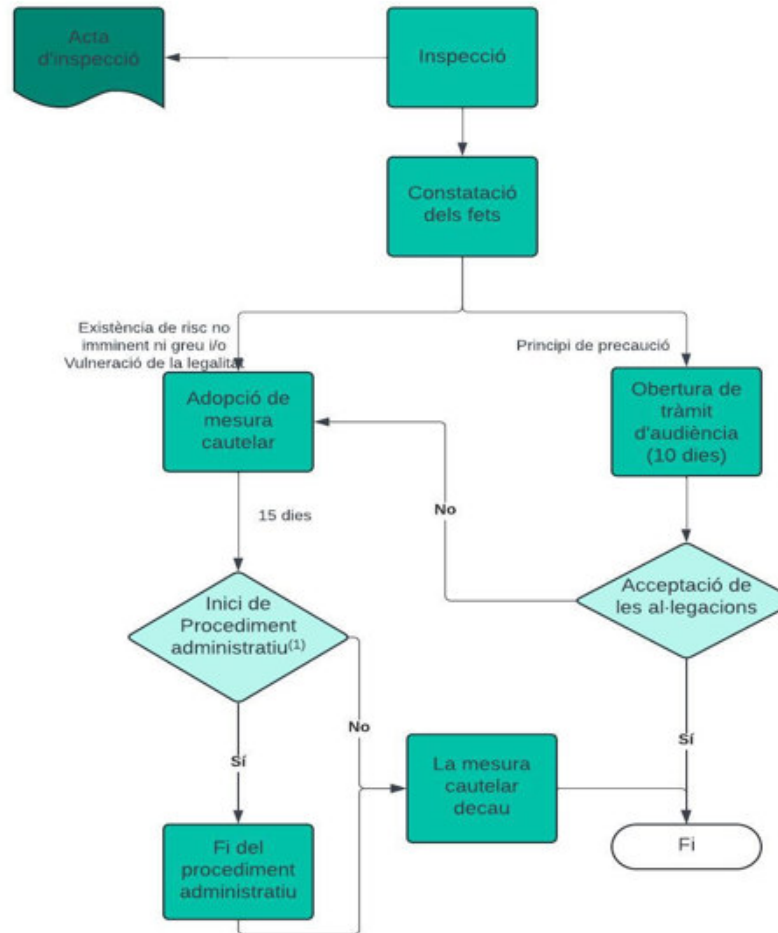 Acta
d'inspecció
Inspecció
Constatació
dels fets
Existència de risc no
imminent ni greu i/o
Vulneració de la legalitat
Principi de precaució
Adopció de
mesura
cautelar
Obertura de
tràmit
d'audiència
(10 dies)
15 dies
No
Inici de
Procediment
administratiu(1)
Acceptació de
les al·legacions
No
Sí
Sí
La mesura
cautelar
decau
Fi del
procediment
administratiu
Fi